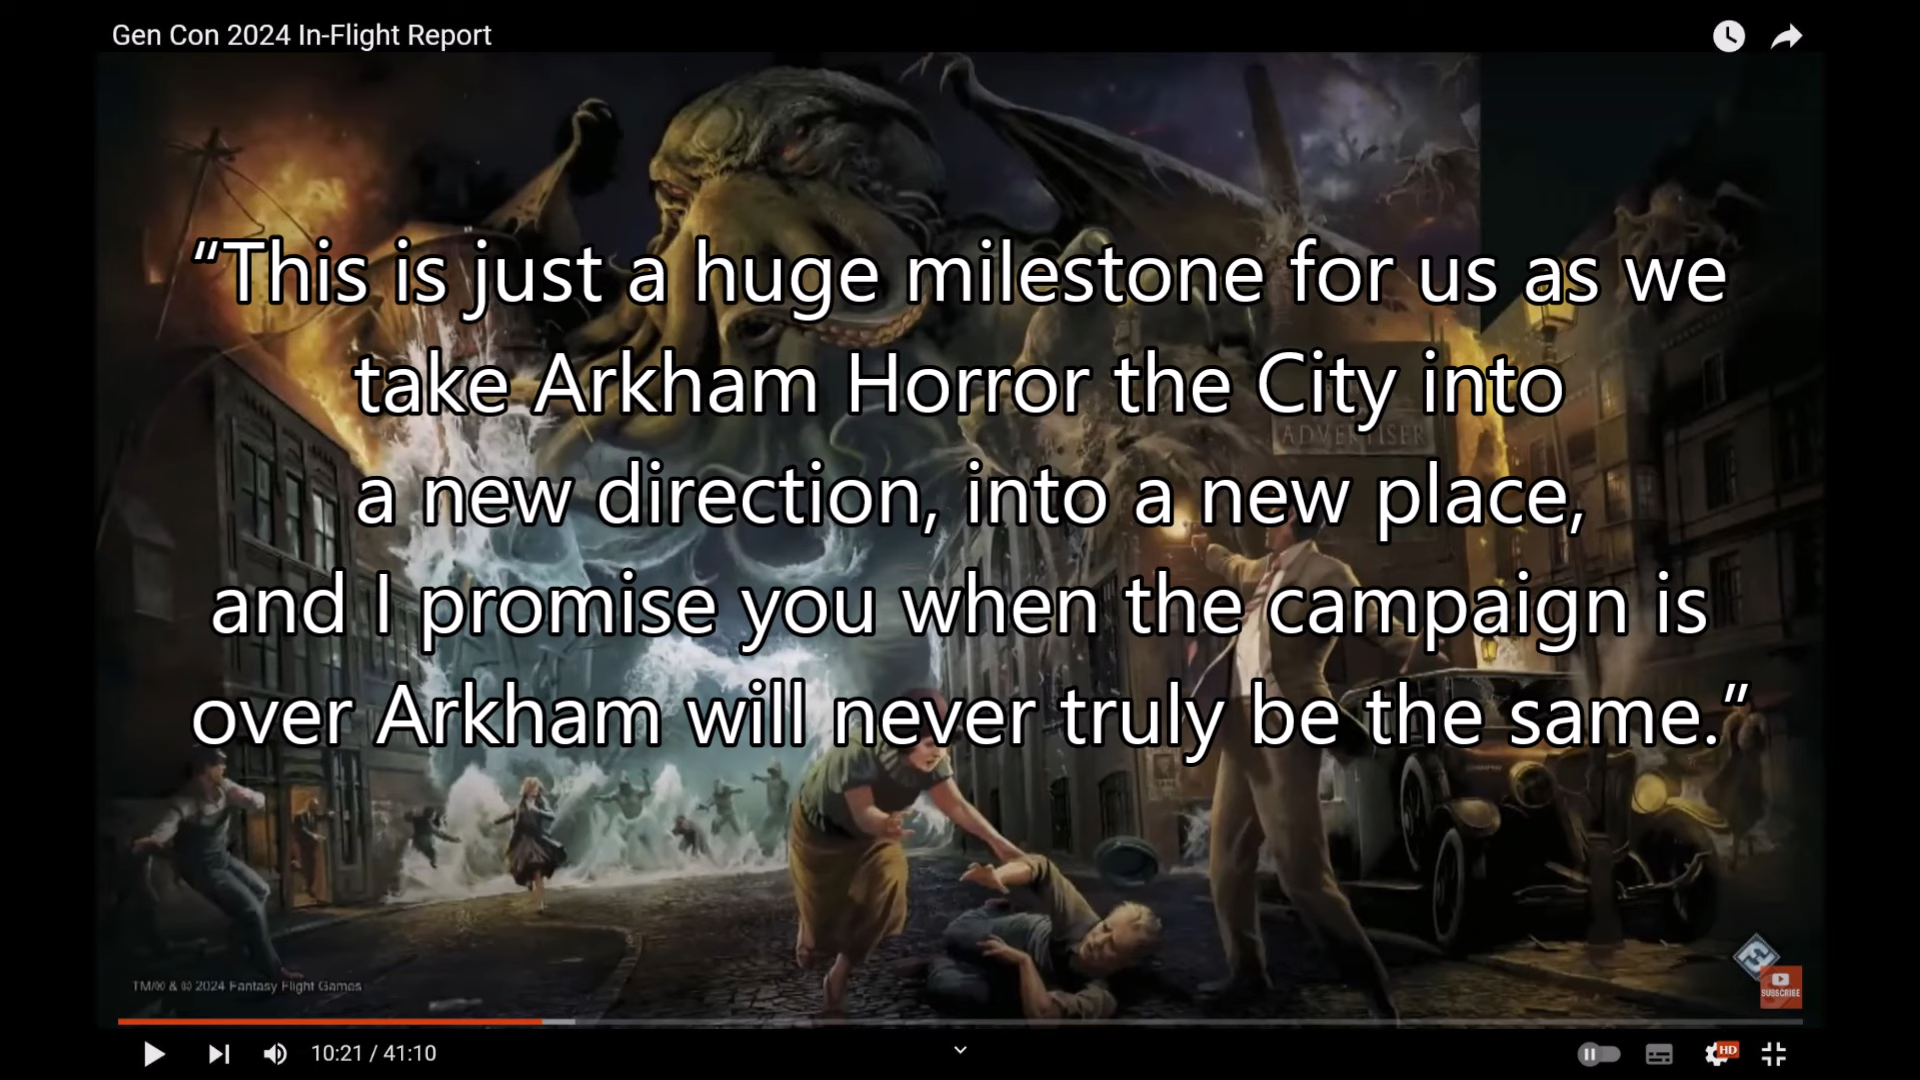 Gen Con 2024 In-Flight Report
“This is just a huge milestone for us as we
take Arkham Horror the City into
ADVERTISER
a new direction, into a new place,
and I promise you when the campaign is
over Arkham will never truly be the same.”
TM/® & © 2024 Fantasy Flight Games
SUBSCRIBE
10:21 / 41:10
HD